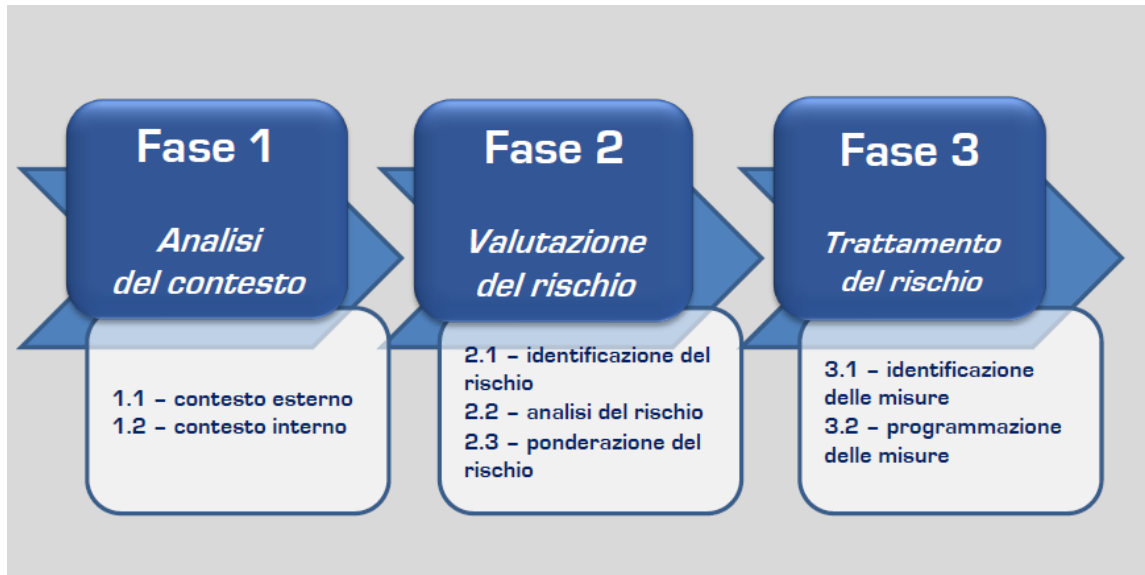 Fase 1
Analisi
del contesto
1.1 – contesto esterno
1.2 – contesto interno
Fase 2
Valutazione
del rischio
2.1 – identificazione del
rischio
2.2 – analisi del rischio
2.3 – ponderazione del
rischio
Fase 3
Trattamento
del rischio
3.1 – identificazione
delle misure
3.2 – programmazione
delle misure